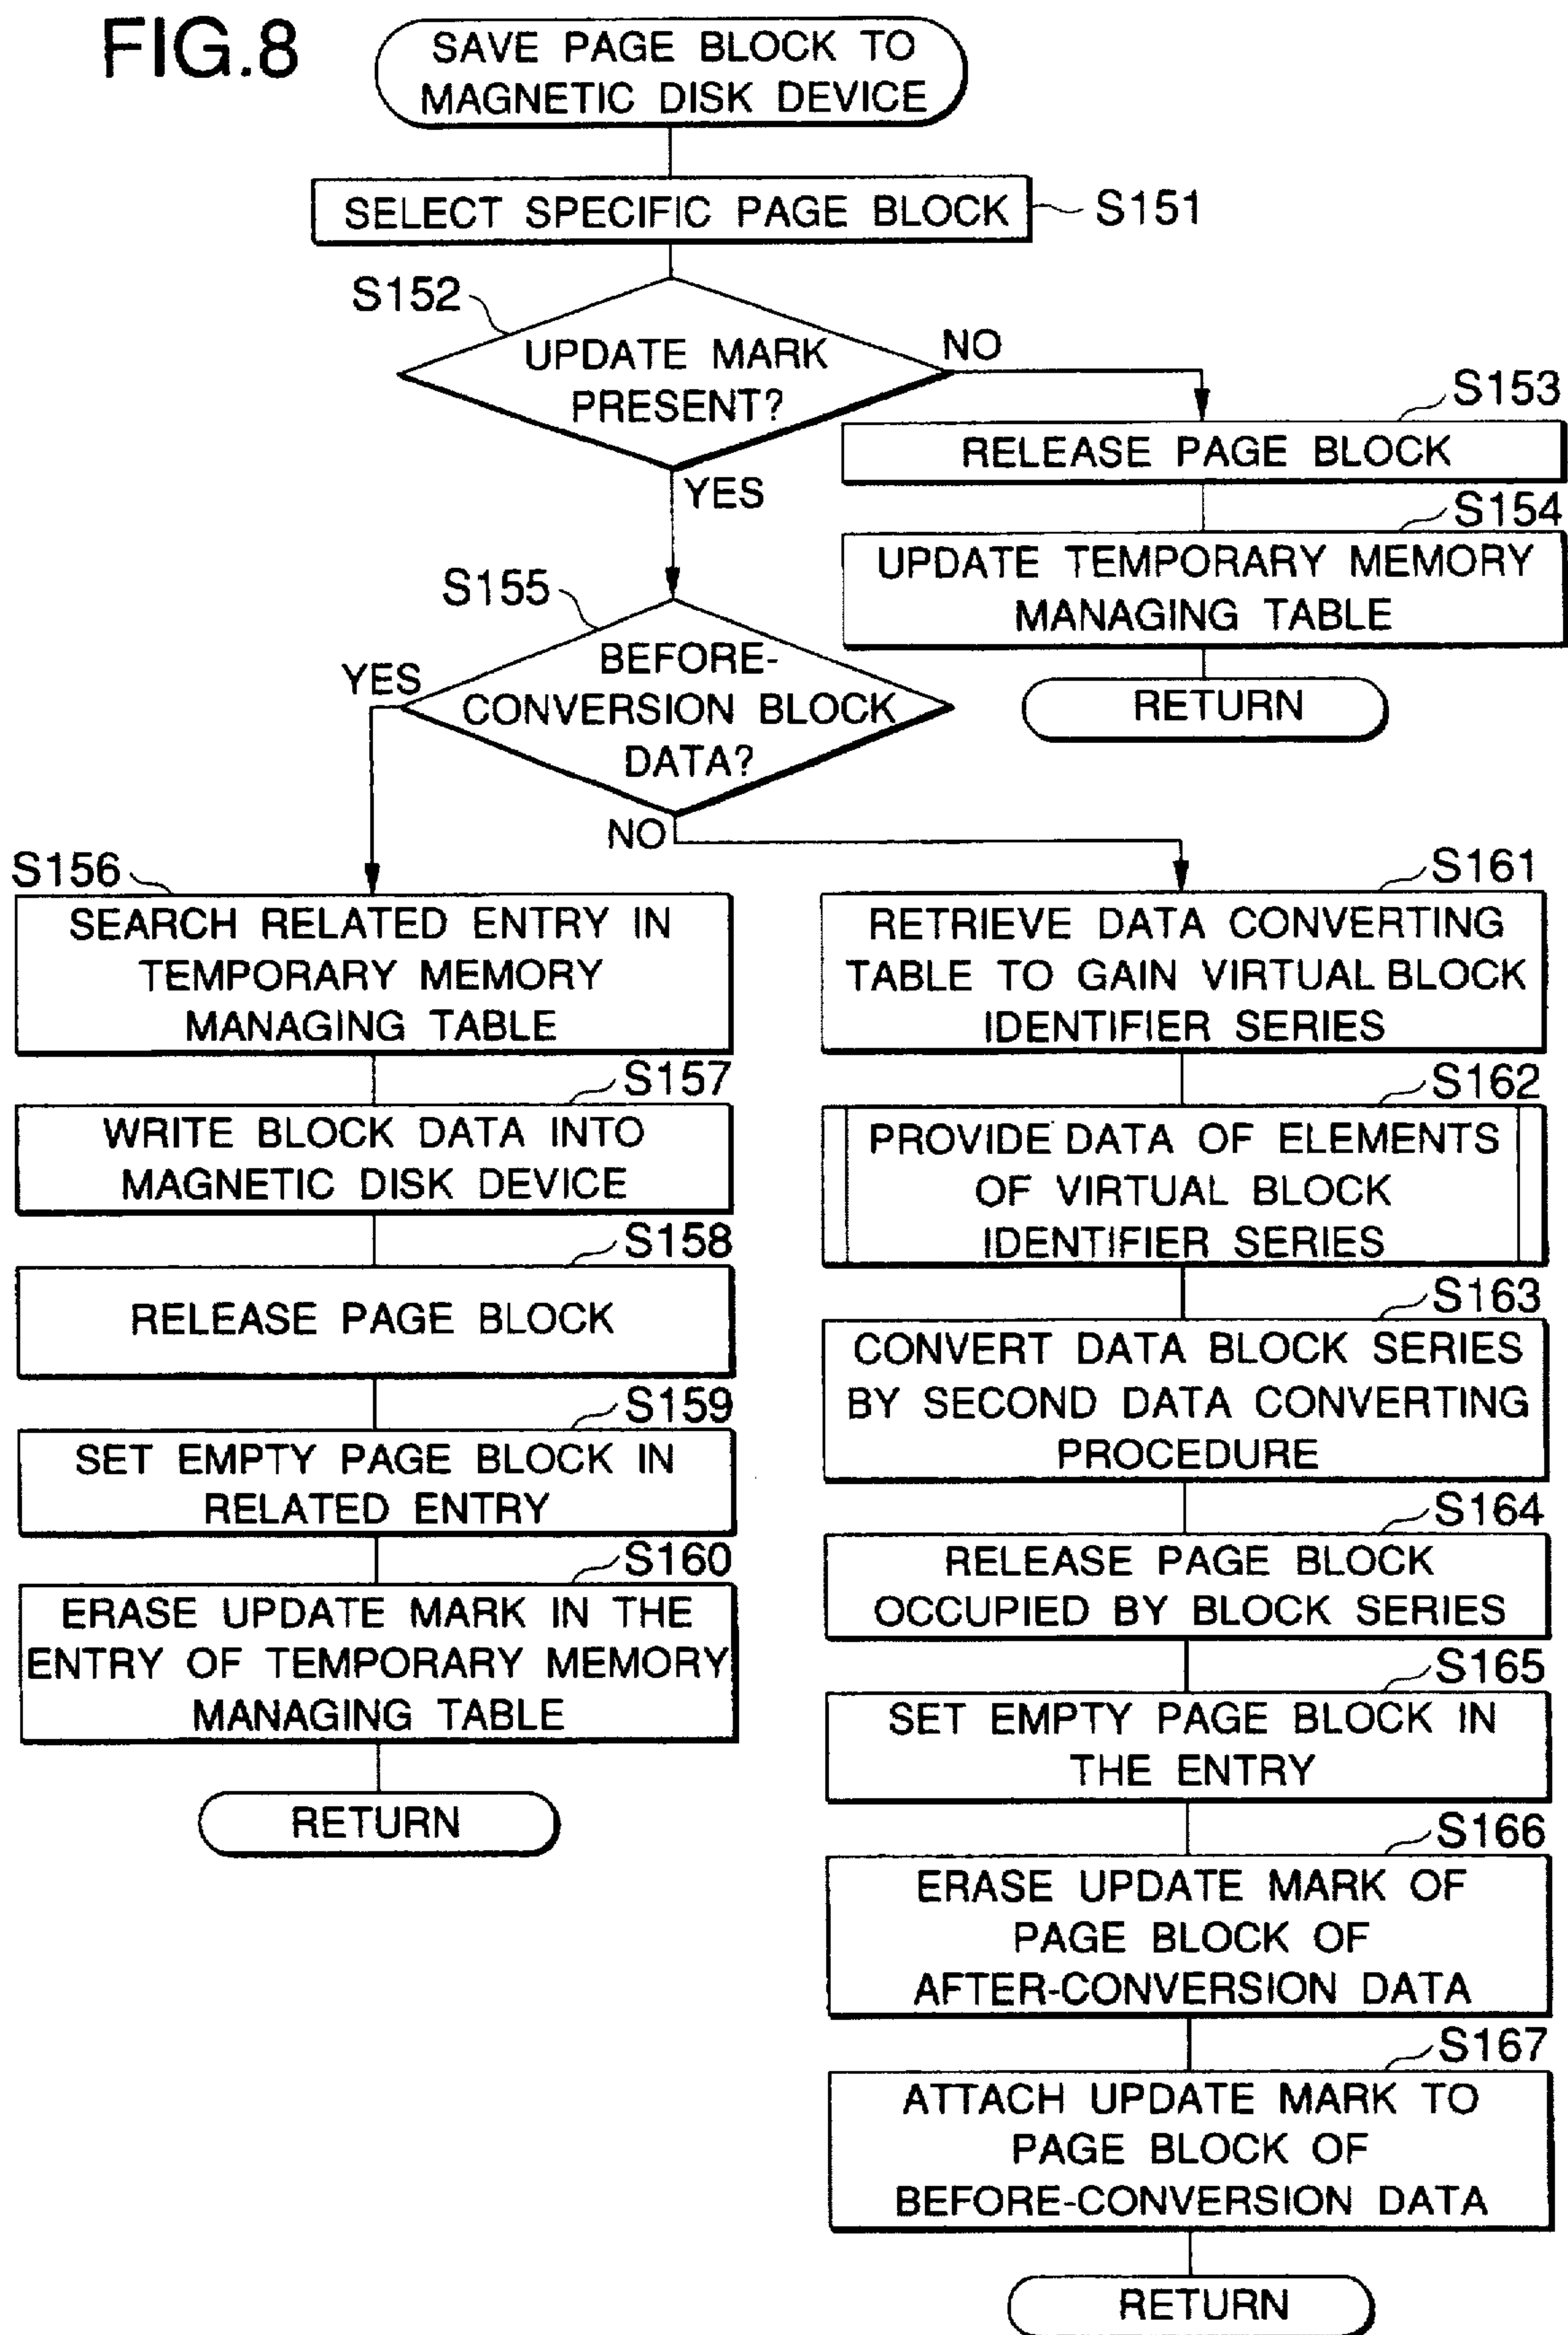 FIG.8
SAVE PAGE BLOCK TO
MAGNETIC DISK DEVICE
SELECT SPECIFIC PAGE BLOCK
S151
S152
UPDATE MARK
PRESENT?
NO
YES
S153
RELEASE PAGE BLOCK
S154
UPDATE TEMPORARY MEMORY
MANAGING TABLE
RETURN
S155
BEFORE-
CONVERSION BLOCK
DATA?
YES
NO
S156
SEARCH RELATED ENTRY IN
TEMPORARY MEMORY
MANAGING TABLE
S157
WRITE BLOCK DATA INTO
MAGNETIC DISK DEVICE
S158
RELEASE PAGE BLOCK
S159
SET EMPTY PAGE BLOCK IN
RELATED ENTRY
S160
ERASE UPDATE MARK IN THE
ENTRY OF TEMPORARY MEMORY
MANAGING TABLE
RETURN
S161
RETRIEVE DATA CONVERTING
TABLE TO GAIN VIRTUAL BLOCK
IDENTIFIER SERIES
S162
PROVIDE DATA OF ELEMENTS
OF VIRTUAL BLOCK
IDENTIFIER SERIES
S163
CONVERT DATA BLOCK SERIES
BY SECOND DATA CONVERTING
PROCEDURE
S164
RELEASE PAGE BLOCK
OCCUPIED BY BLOCK SERIES
S165
SET EMPTY PAGE BLOCK IN
THE ENTRY
S166
ERASE UPDATE MARK OF
PAGE BLOCK OF
AFTER-CONVERSION DATA
S167
ATTACH UPDATE MARK TO
PAGE BLOCK OF
BEFORE-CONVERSION DATA
RETURN